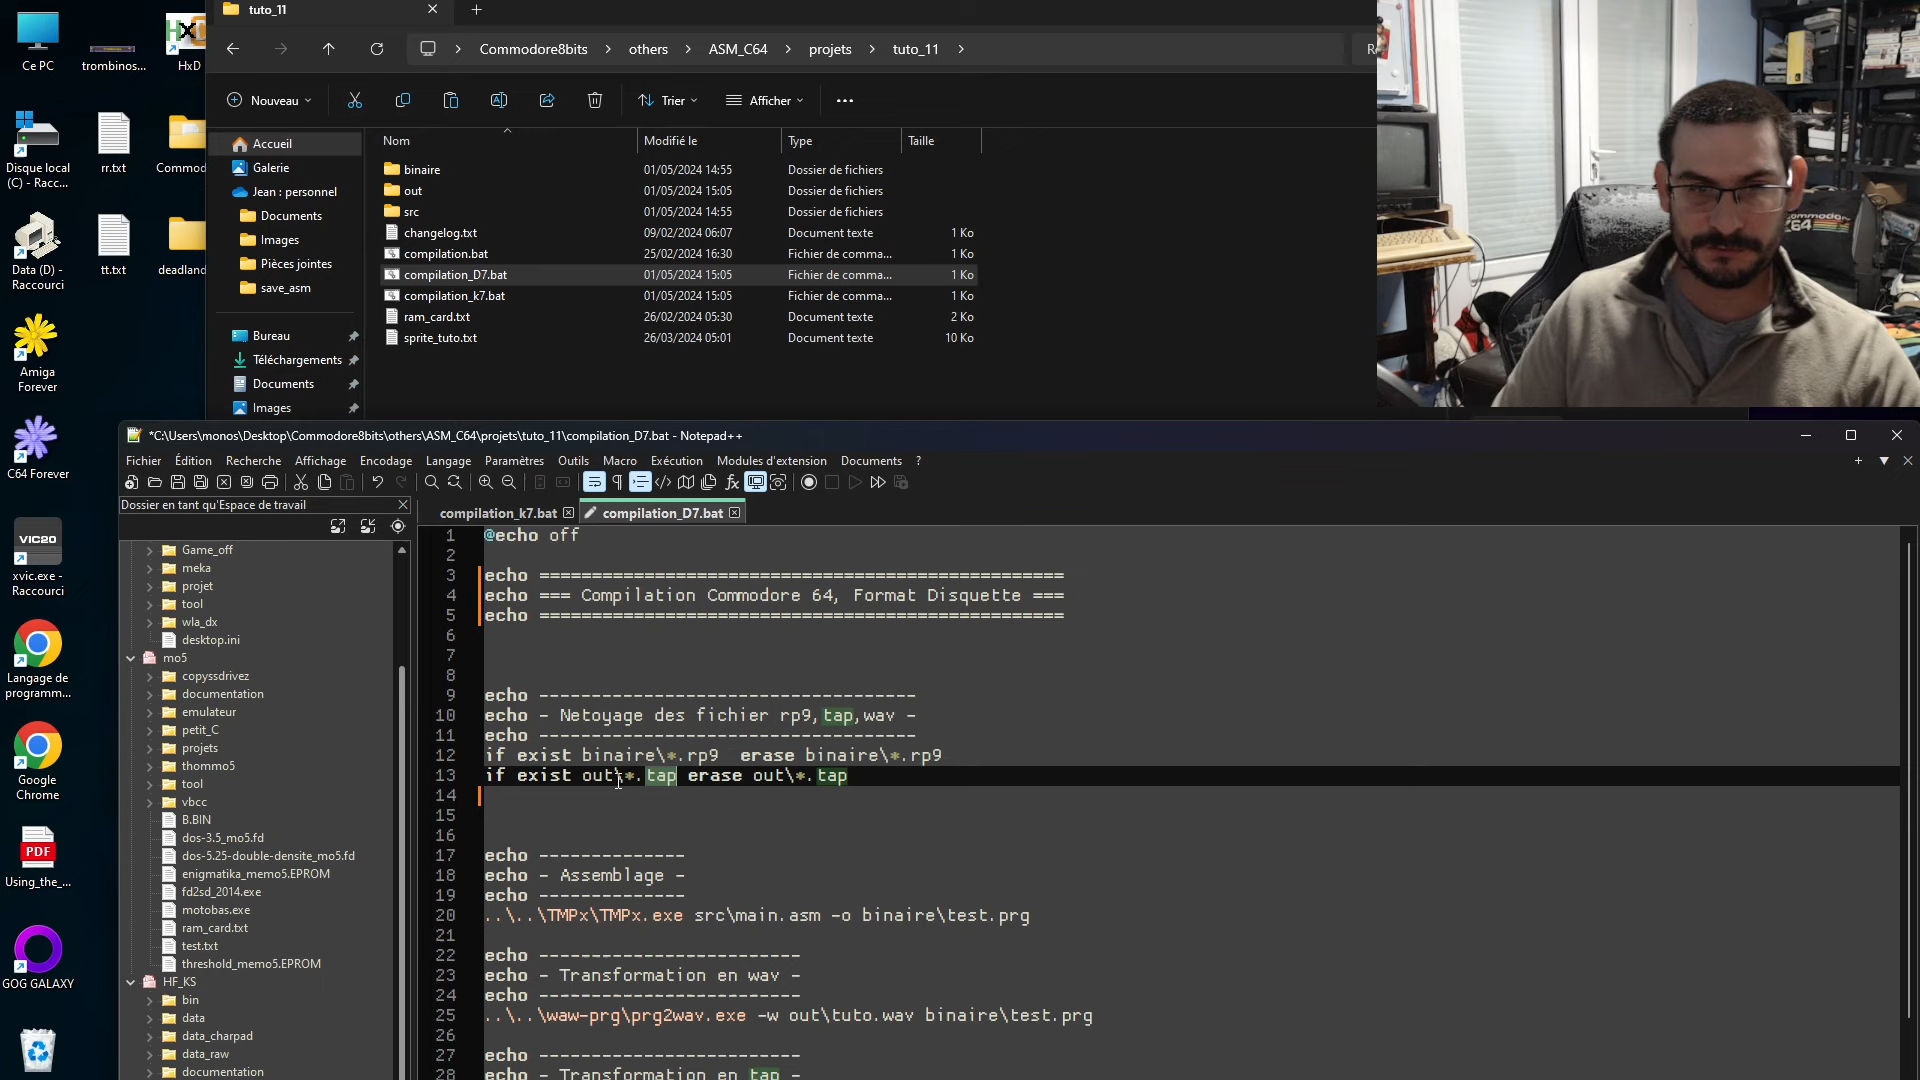 tuto_11
Commodore8bits > others > ASM_C64 > projets > tuto_11 >
Nouveau
Trier
Afficher
Nom
Modifié le
Type
Taille
Accueil
Galerie
Jean : personnel
Documents
Images
Pièces jointes
save_asm
Bureau
Téléchargements
Documents
Images
binaire 01/05/2024 14:55 Dossier de fichiers
out 01/05/2024 15:05 Dossier de fichiers
src 01/05/2024 14:55 Dossier de fichiers
changelog.txt 09/02/2024 06:07 Document texte 1 Ko
compilation.bat 25/02/2024 16:30 Fichier de comma... 1 Ko
compilation_D7.bat 01/05/2024 15:05 Fichier de comma... 1 Ko
compilation_k7.bat 01/05/2024 15:05 Fichier de comma... 1 Ko
ram_card.txt 26/02/2024 05:30 Document texte 2 Ko
sprite_tuto.txt 26/03/2024 05:01 Document texte 10 Ko
Ce PC
trombinos...
HxD
Disque local
(C) - Racc...
rr.txt
Commod
Data (D) -
Raccourci
tt.txt
deadland
Amiga
Forever
C64 Forever
VIC20
xvic.exe -
Raccourci
Langage de
programm...
Google
Chrome
PDF
Using_the_...
GOG GALAXY
commodore
64
*C:\Users\monos\Desktop\Commodore8bits\others\ASM_C64\projets\tuto_11\compilation_D7.bat - Notepad++
Fichier Édition Recherche Affichage Encodage Langage Paramètres Outils Macro Exécution Modules d'extension Documents ?
Dossier en tant qu'Espace de travail
Game_off
meka
projet
tool
wla_dx
desktop.ini
mo5
copyssdrivez
documentation
emulateur
petit_C
projets
thommo5
tool
vbcc
B.BIN
dos-3.5_mo5.fd
dos-5.25-double-densite_mo5.fd
enigmatika_memo5.EPROM
fd2sd_2014.exe
motobas.exe
ram_card.txt
test.txt
threshold_memo5.EPROM
HF_KS
bin
data
data_charpad
data_raw
documentation
compilation_k7.bat
compilation_D7.bat
1 @echo off
2
3 echo ==================================================
4 echo === Compilation Commodore 64, Format Disquette ===
5 echo ==================================================
6
7
8
9 echo ------------------------------------
10 echo - Netoyage des fichier rp9,tap,wav -
11 echo ------------------------------------
12 if exist binaire\*.rp9  erase binaire\*.rp9
13 if exist out\*.tap erase out\*.tap
14
15
16
17 echo --------------
18 echo - Assemblage -
19 echo --------------
20 ..\..\TMPx\TMPx.exe src\main.asm -o binaire\test.prg
21
22 echo -------------------------
23 echo - Transformation en wav -
24 echo -------------------------
25 ..\..\waw-prg\prg2wav.exe -w out\tuto.wav binaire\test.prg
26
27 echo -------------------------
28 echo - Transformation en tap -